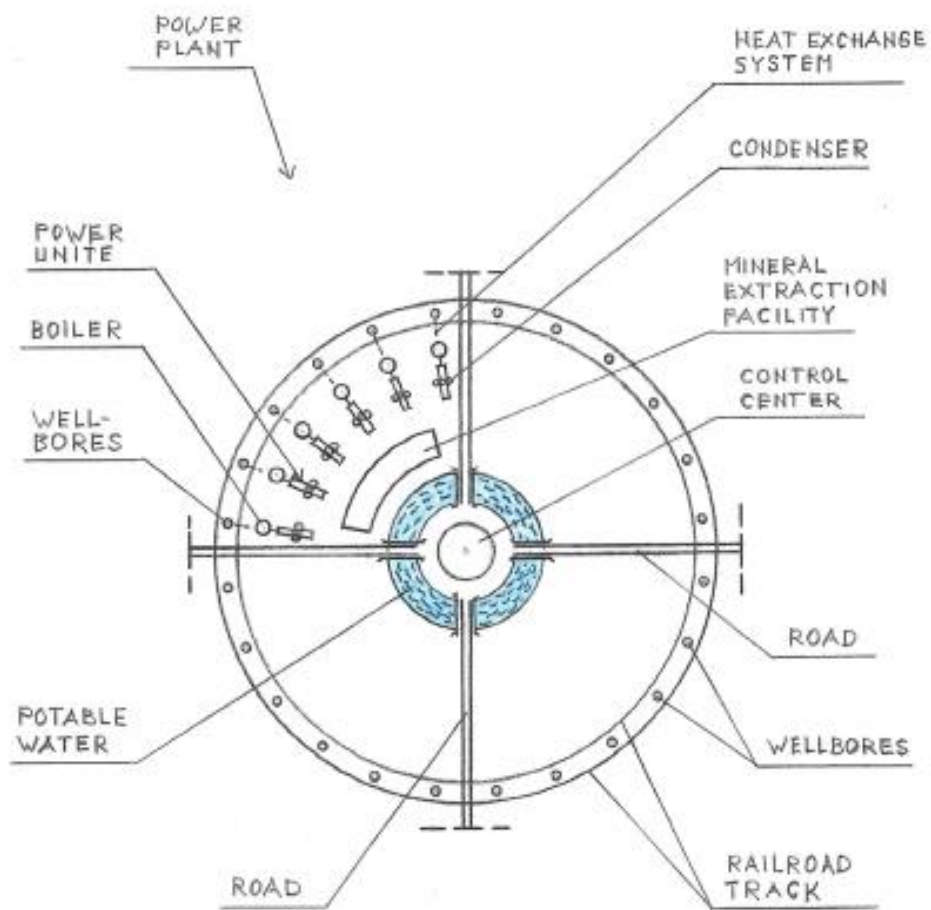 POWER
PLANT
HEAT EXCHANGE
SYSTEM
CONDENSER
POWER
UNITE
MINERAL
EXTRACTION
FACILITY
BOILER
CONTROL
CENTER
WELL-
BORES
ROAD
POTABLE
WATER
WELLBORES
ROAD
RAILROAD
TRACK